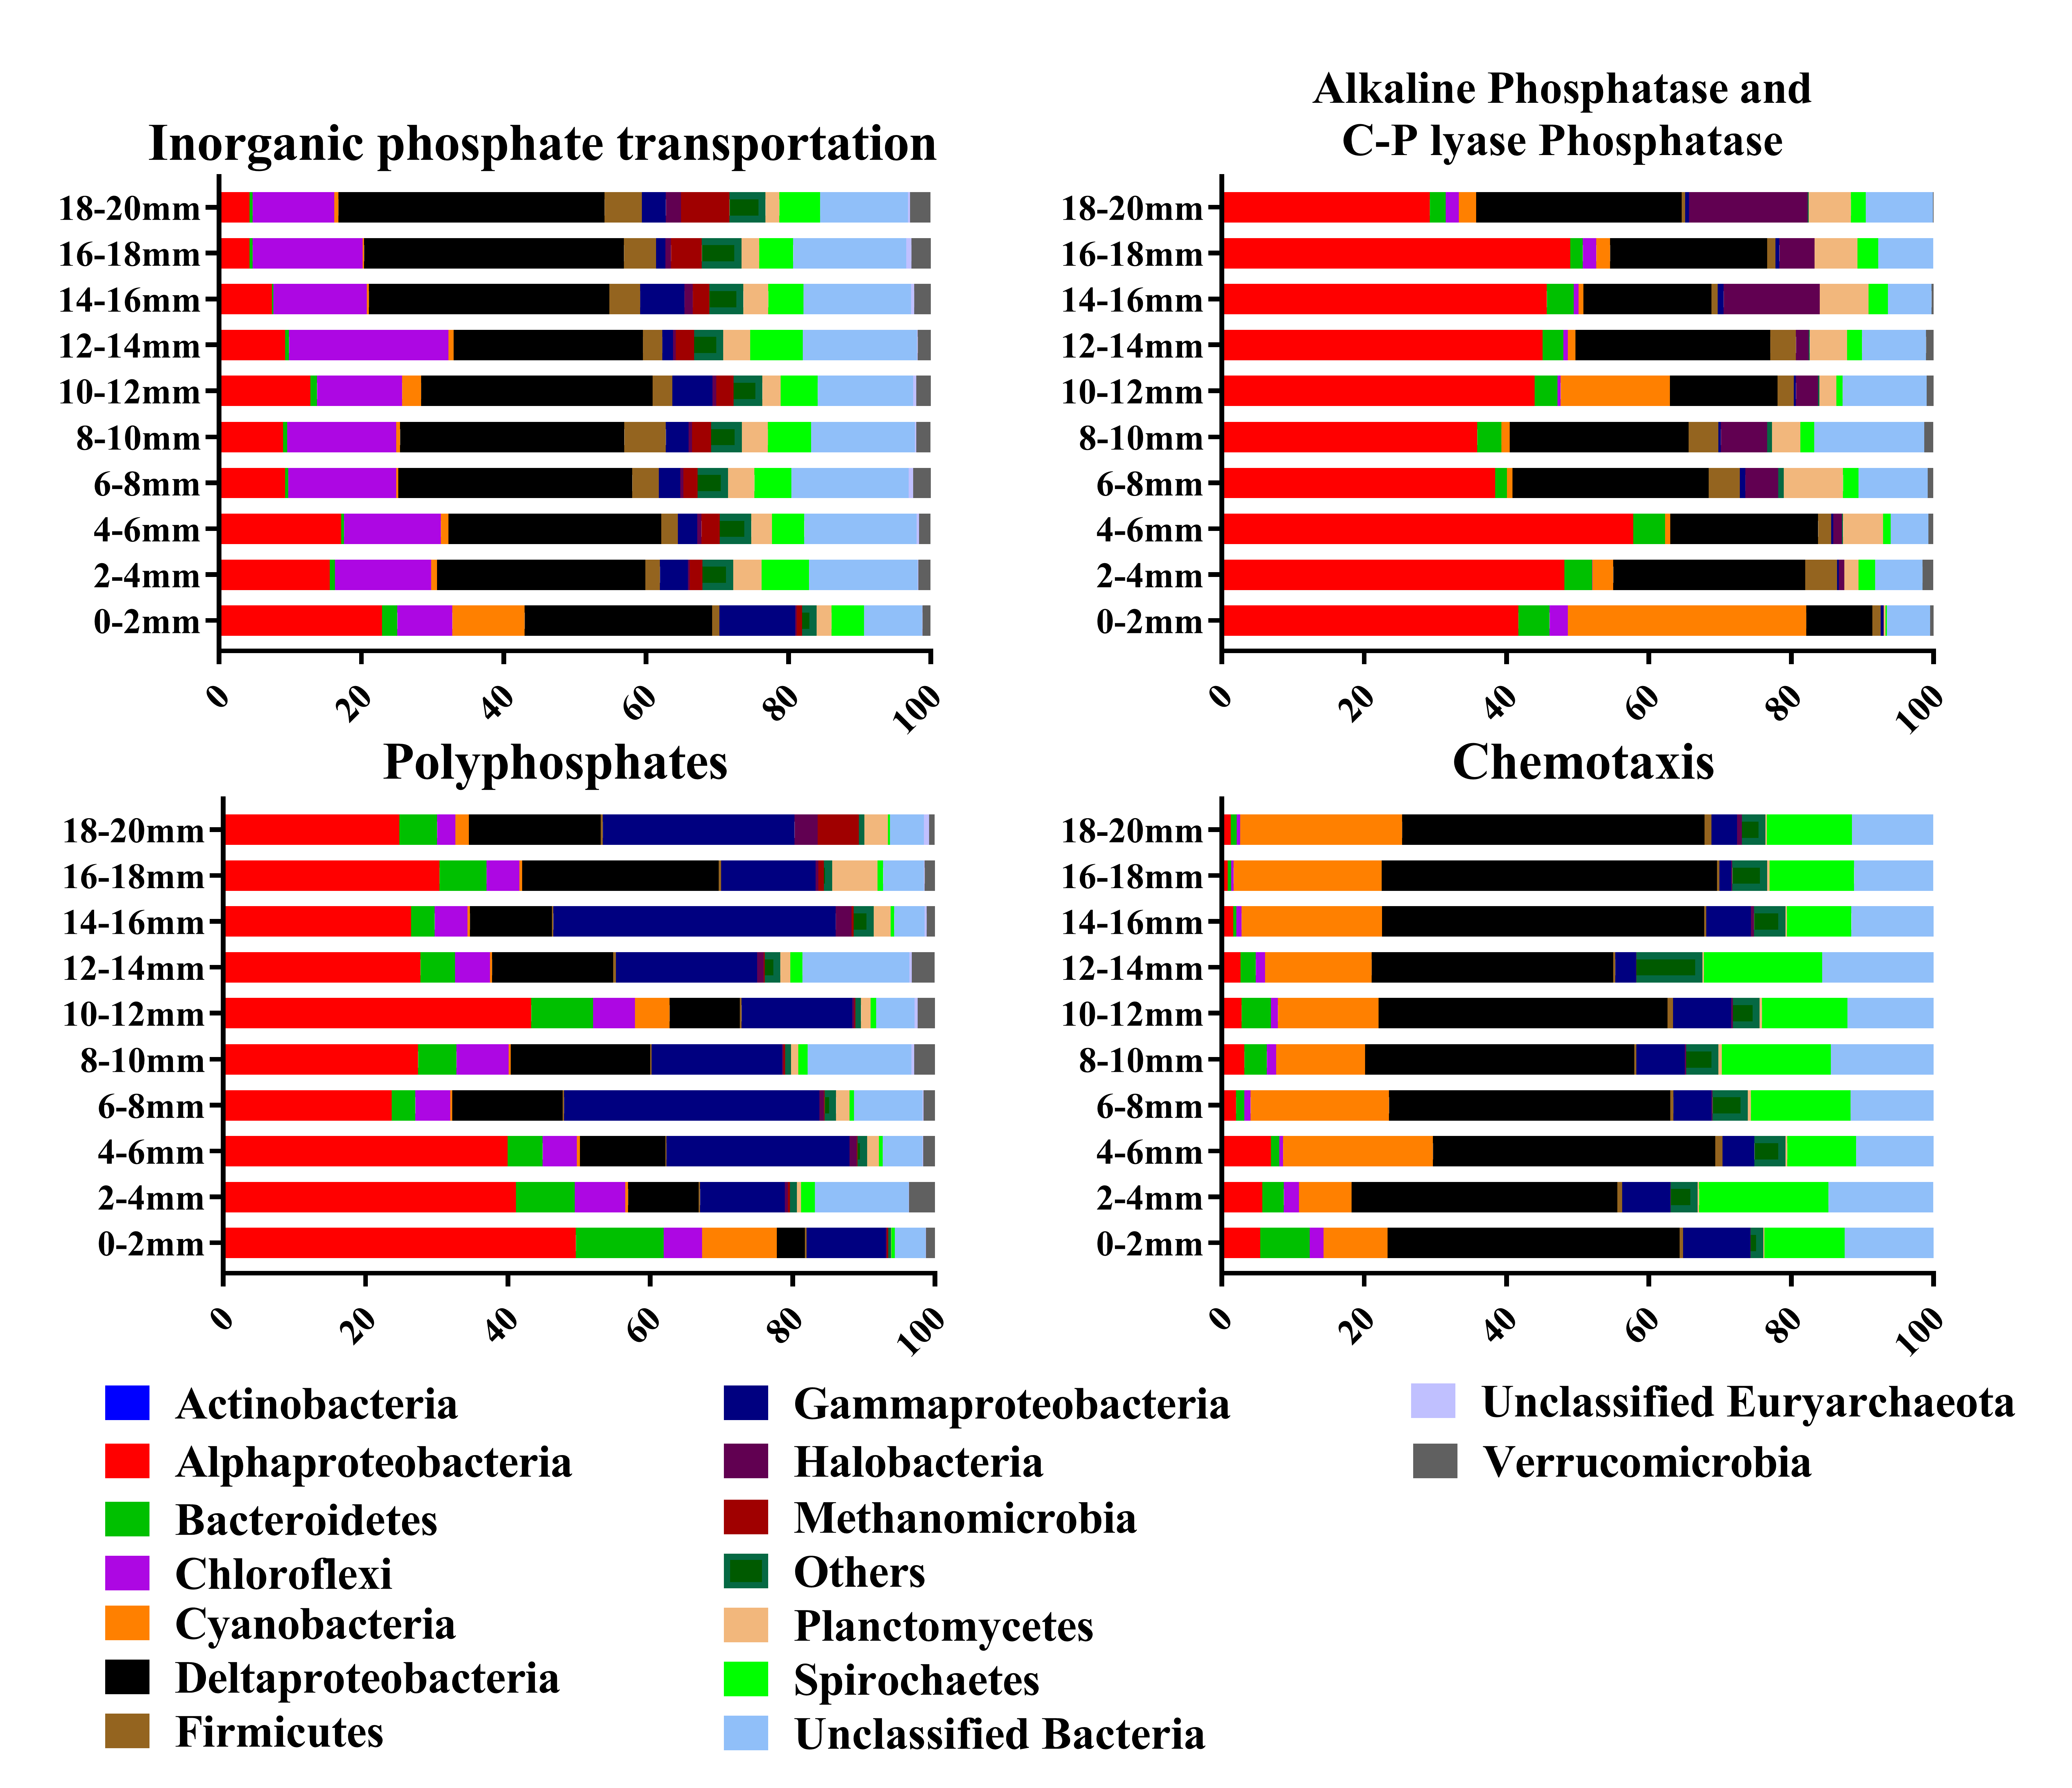 Inorganic phosphate transportation
18-20mm
16-18mm
14-16mm
12-14mm
10-12mm
8-10mm
6-8mm
4-6mm
2-4mm
0-2mm
0
20
40
60
80
100
Alkaline Phosphatase and
C-P lyase Phosphatase
18-20mm
16-18mm
14-16mm
12-14mm
10-12mm
8-10mm
6-8mm
4-6mm
2-4mm
0-2mm
0
20
40
60
80
100
Polyphosphates
18-20mm
16-18mm
14-16mm
12-14mm
10-12mm
8-10mm
6-8mm
4-6mm
2-4mm
0-2mm
0
20
40
60
80
100
Chemotaxis
18-20mm
16-18mm
14-16mm
12-14mm
10-12mm
8-10mm
6-8mm
4-6mm
2-4mm
0-2mm
0
20
40
60
80
100
Actinobacteria
Alphaproteobacteria
Bacteroidetes
Chloroflexi
Cyanobacteria
Deltaproteobacteria
Firmicutes
Gammaproteobacteria
Halobacteria
Methanomicrobia
Others
Planctomycetes
Spirochaetes
Unclassified Bacteria
Unclassified Euryarchaeota
Verrucomicrobia